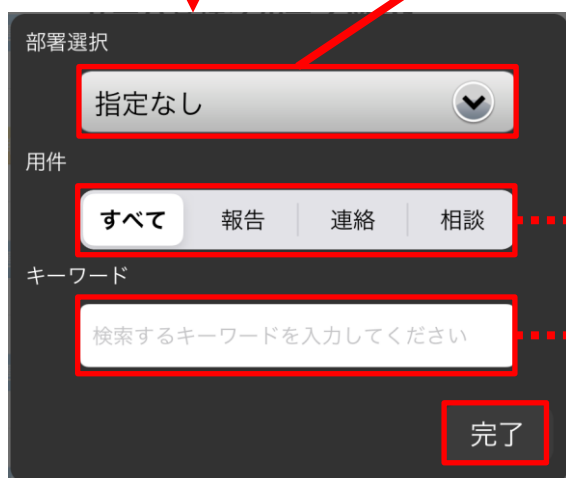 部署選択
指定なし
用件
すべて 報告 連絡 相談
キーワード
検索するキーワードを入力してください
完了